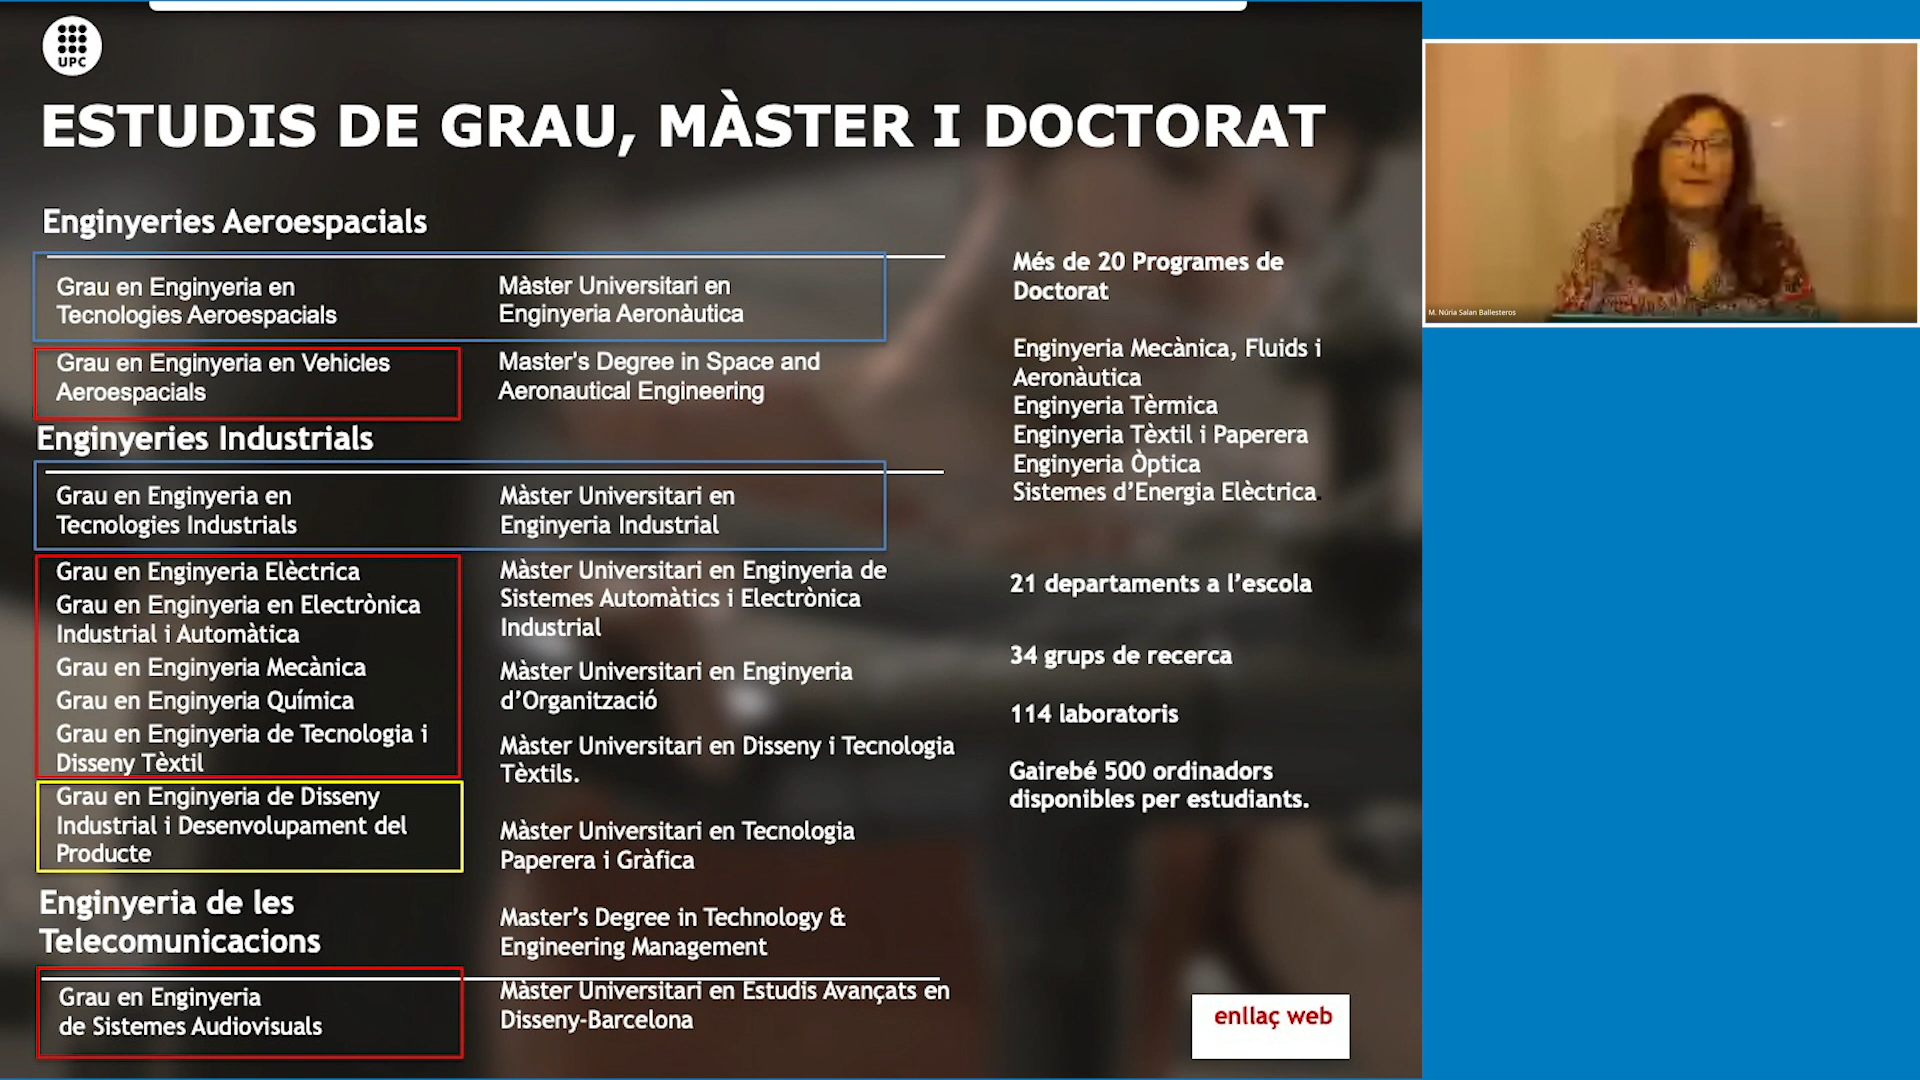 UPC
ESTUDIS DE GRAU, MÀSTER I DOCTORAT
Enginyeries Aeroespacials
Grau en Enginyeria en
Tecnologies Aeroespacials
Màster Universitari en
Enginyeria Aeronàutica
Grau en Enginyeria en Vehicles
Aeroespacials
Master's Degree in Space and
Aeronautical Engineering
Enginyeries Industrials
Grau en Enginyeria en
Tecnologies Industrials
Màster Universitari en
Enginyeria Industrial
Grau en Enginyeria Elèctrica
Grau en Enginyeria en Electrònica
Industrial i Automàtica
Grau en Enginyeria Mecànica
Grau en Enginyeria Química
Grau en Enginyeria de Tecnologia i
Disseny Tèxtil
Grau en Enginyeria de Disseny
Industrial i Desenvolupament del
Producte
Màster Universitari en Enginyeria de
Sistemes Automàtics i Electrònica
Industrial
Màster Universitari en Enginyeria
d'Organització
Màster Universitari en Disseny i Tecnologia
Tèxtils.
Màster Universitari en Tecnologia
Paperera i Gràfica
Master's Degree in Technology &
Engineering Management
Màster Universitari en Estudis Avançats en
Disseny-Barcelona
Enginyeria de les
Telecomunicacions
Grau en Enginyeria
de Sistemes Audiovisuals
Més de 20 Programes de
Doctorat
Enginyeria Mecànica, Fluids i
Aeronàutica
Enginyeria Tèrmica
Enginyeria Tèxtil i Paperera
Enginyeria Òptica
Sistemes d'Energia Elèctrica.
21 departaments a l'escola
34 grups de recerca
114 laboratoris
Gairebé 500 ordinadors
disponibles per estudiants.
enllaç web
M. Núria Salan Ballesteros